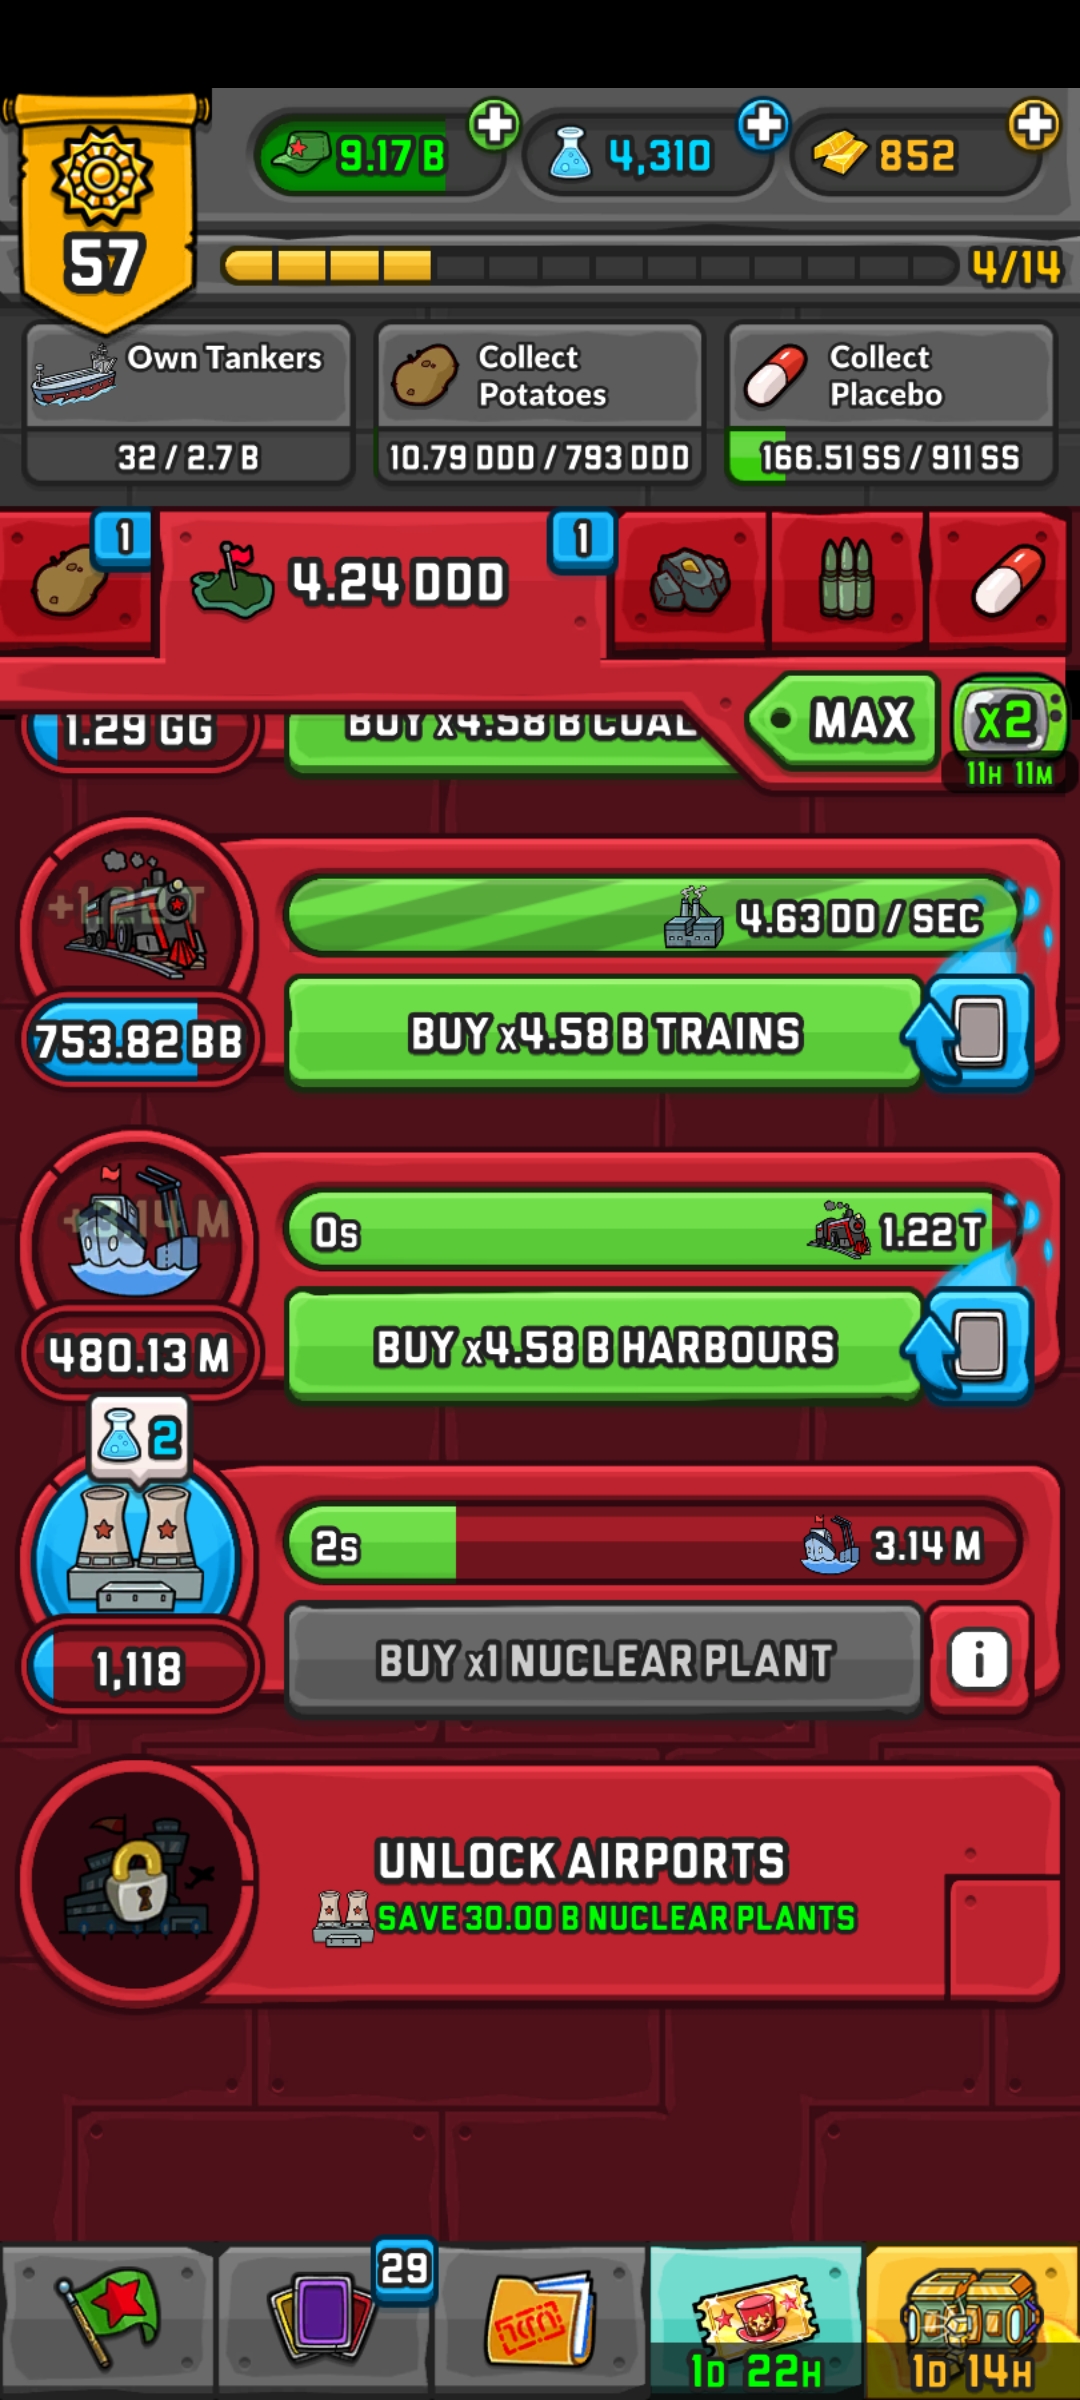 9.17 B
4,310
852
57
4/14
Own Tankers
32 / 2.7 B
Collect
Potatoes
10.79 DDD / 793 DDD
Collect
Placebo
166.51 SS / 911 SS
1
4.24 DDD
1
MAX
x2
11H 11M
1.29 GG
BUY x4.58 B COAL
4.63 DD / SEC
753.82 BB
BUY x4.58 B TRAINS
0s
1.22 T
480.13 M
BUY x4.58 B HARBOURS
2
2s
3.14 M
1,118
BUY x1 NUCLEAR PLANT
i
UNLOCK AIRPORTS
SAVE 30.00 B NUCLEAR PLANTS
29
1D 22H
1D 14H